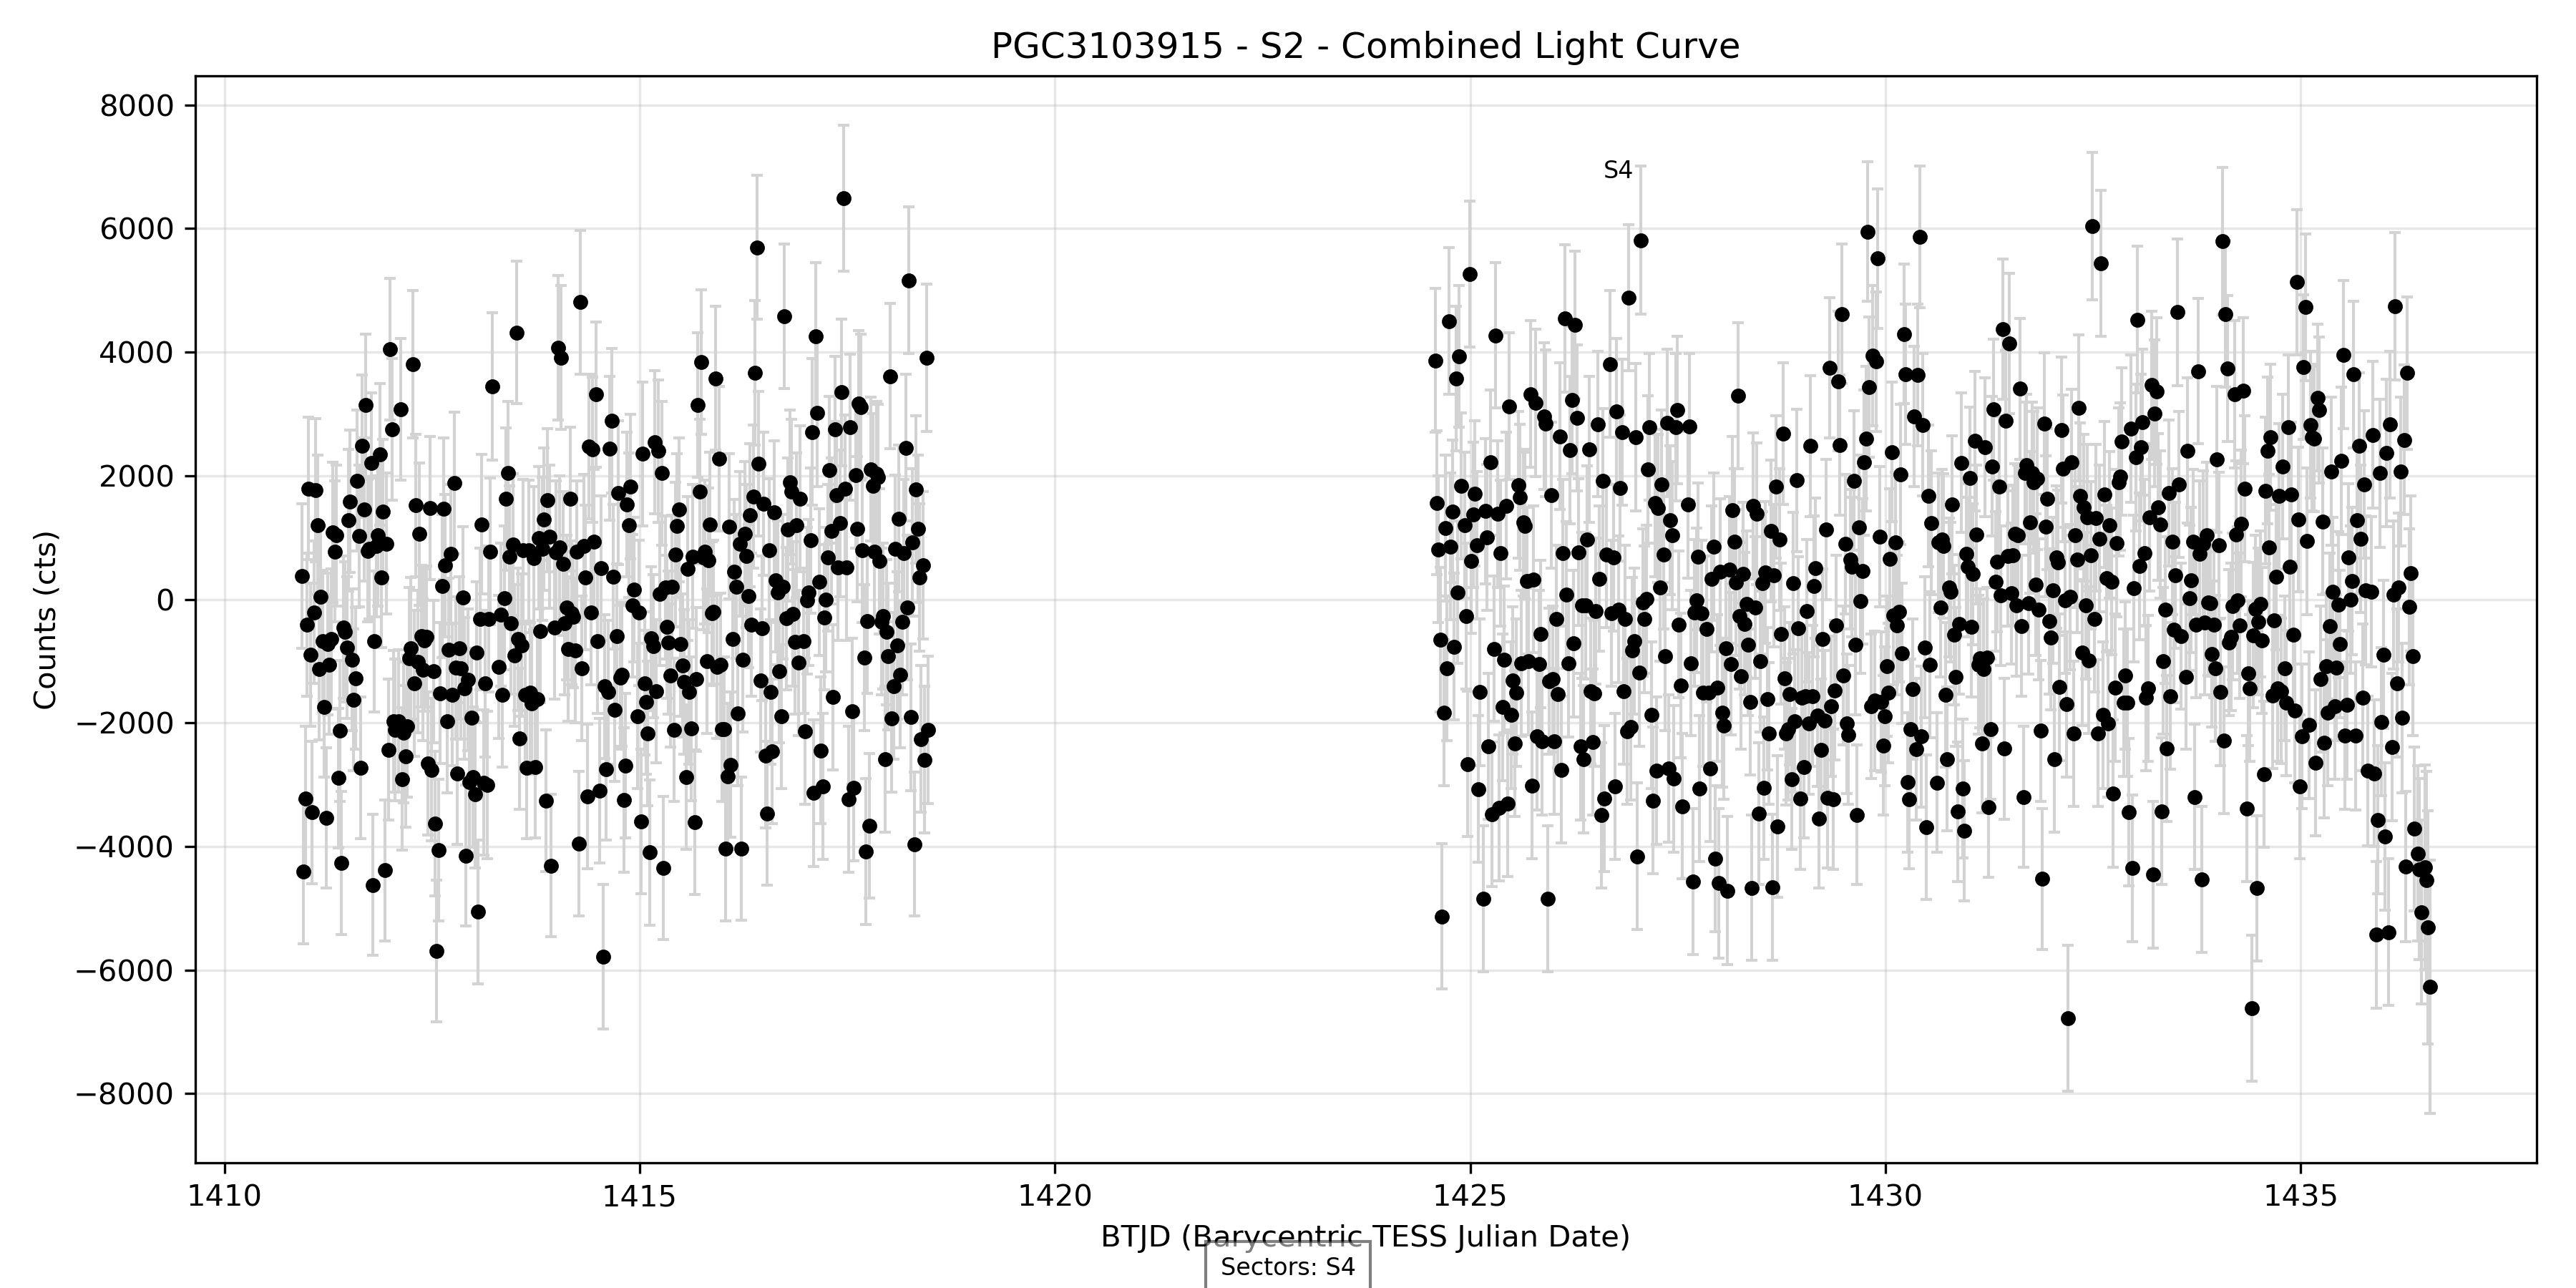 PGC3103915 - S2 - Combined Light Curve
Counts (cts)
8000
6000
4000
2000
0
−2000
−4000
−6000
−8000
S4
1410 1415 1420 1425 1430 1435
BTJD (Barycentric TESS Julian Date)
Sectors: S4